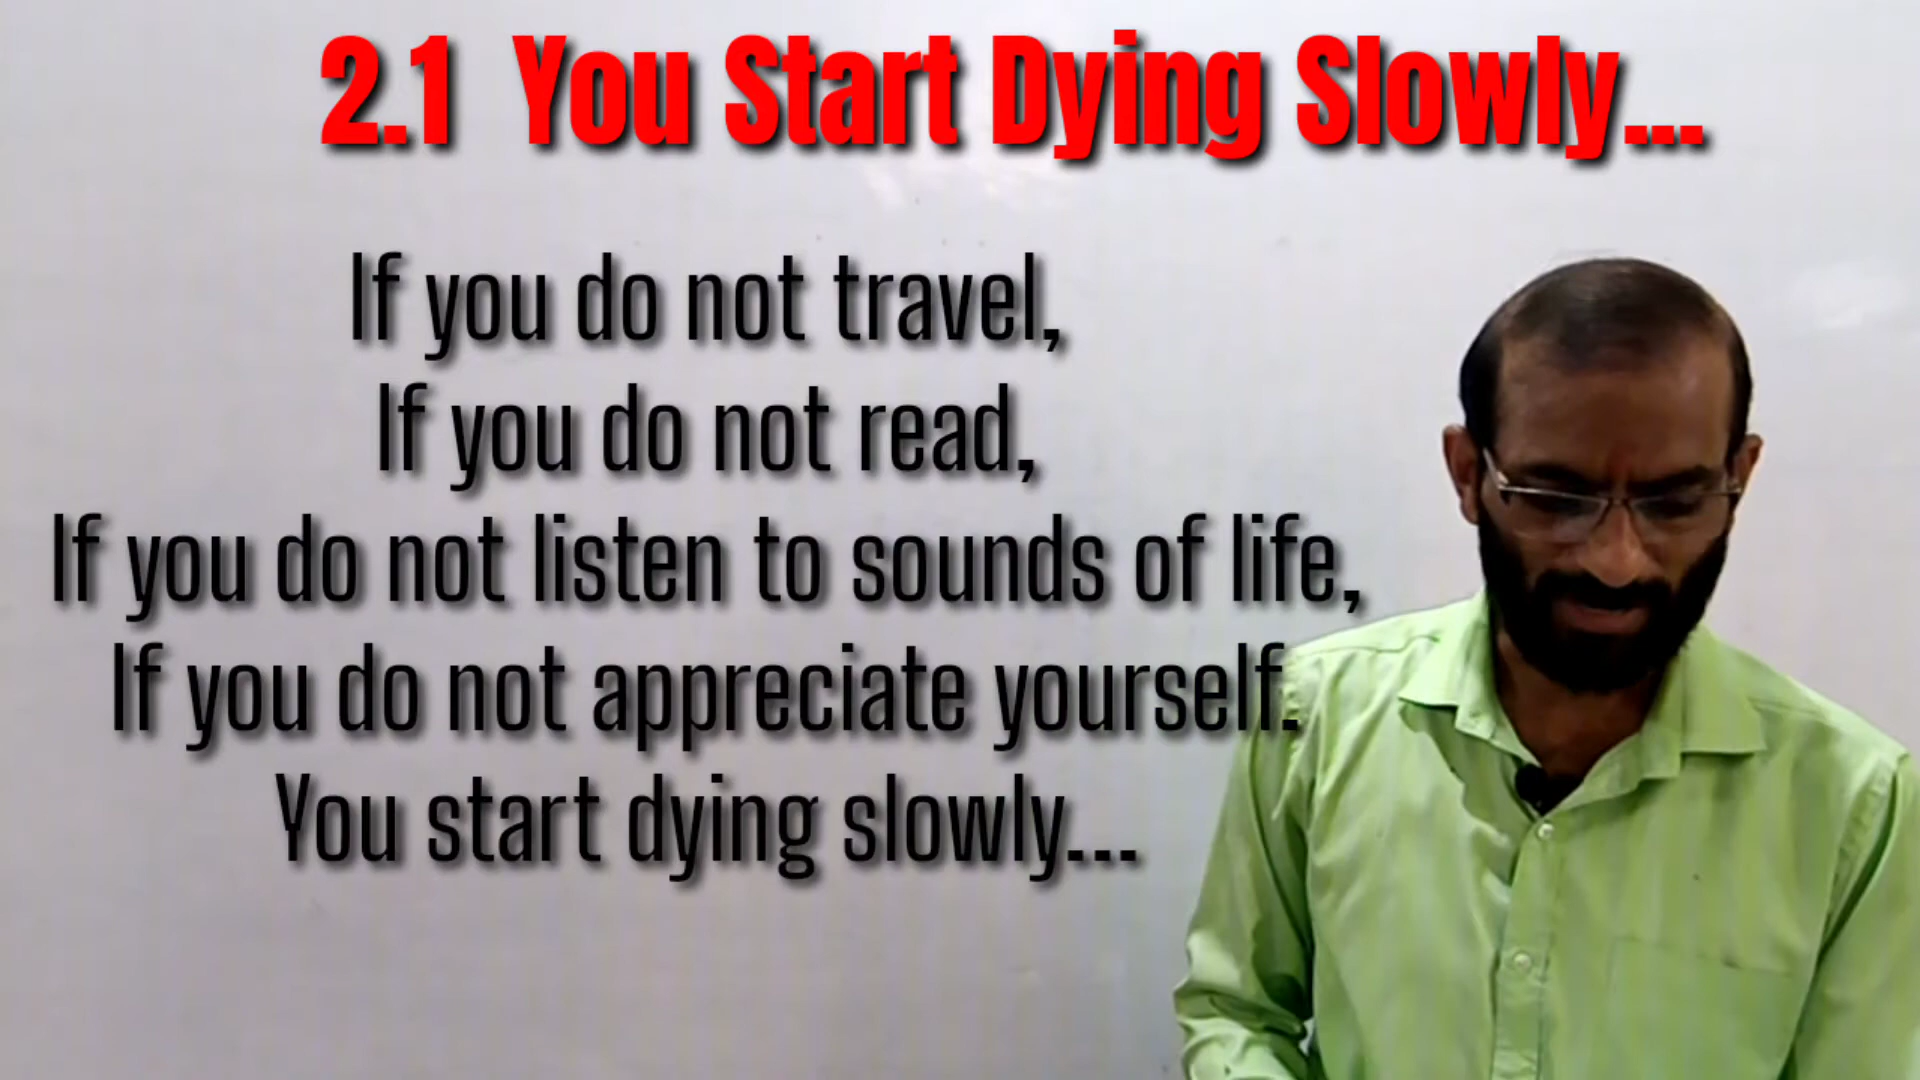 2.1 You Start Dying Slowly...
If you do not travel,
If you do not read,
If you do not listen to sounds of life,
If you do not appreciate yourself.
You start dying slowly...